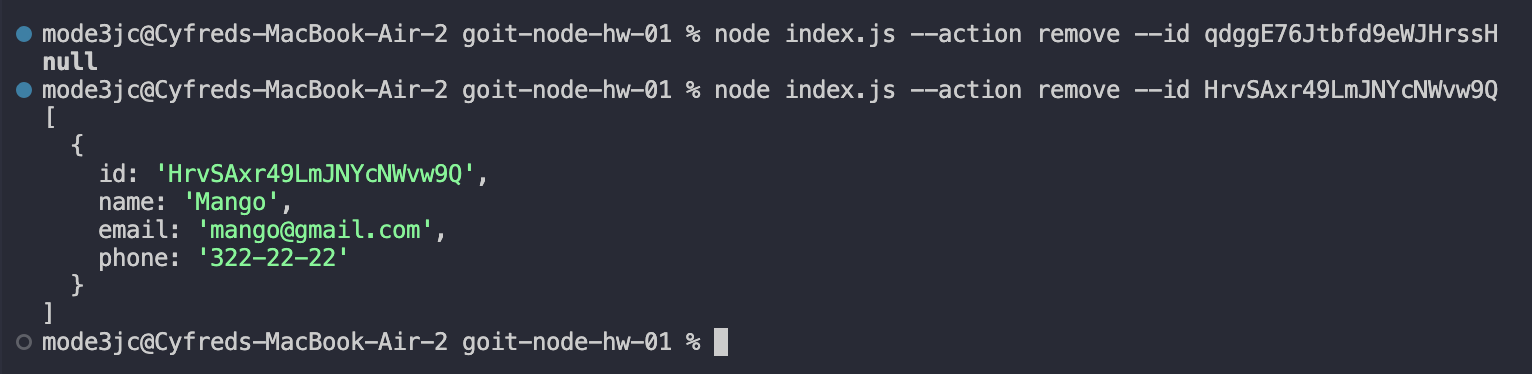 mode3jc@Cyfreds-MacBook-Air-2 goit-node-hw-01 % node index.js --action remove --id qdggE76Jtbfd9eWJHrssH
null
mode3jc@Cyfreds-MacBook-Air-2 goit-node-hw-01 % node index.js --action remove --id HrvSAxr49LmJNYcNWvw9Q
[
  {
    id: 'HrvSAxr49LmJNYcNWvw9Q',
    name: 'Mango',
    email: 'mango@gmail.com',
    phone: '322-22-22'
  }
]
mode3jc@Cyfreds-MacBook-Air-2 goit-node-hw-01 %